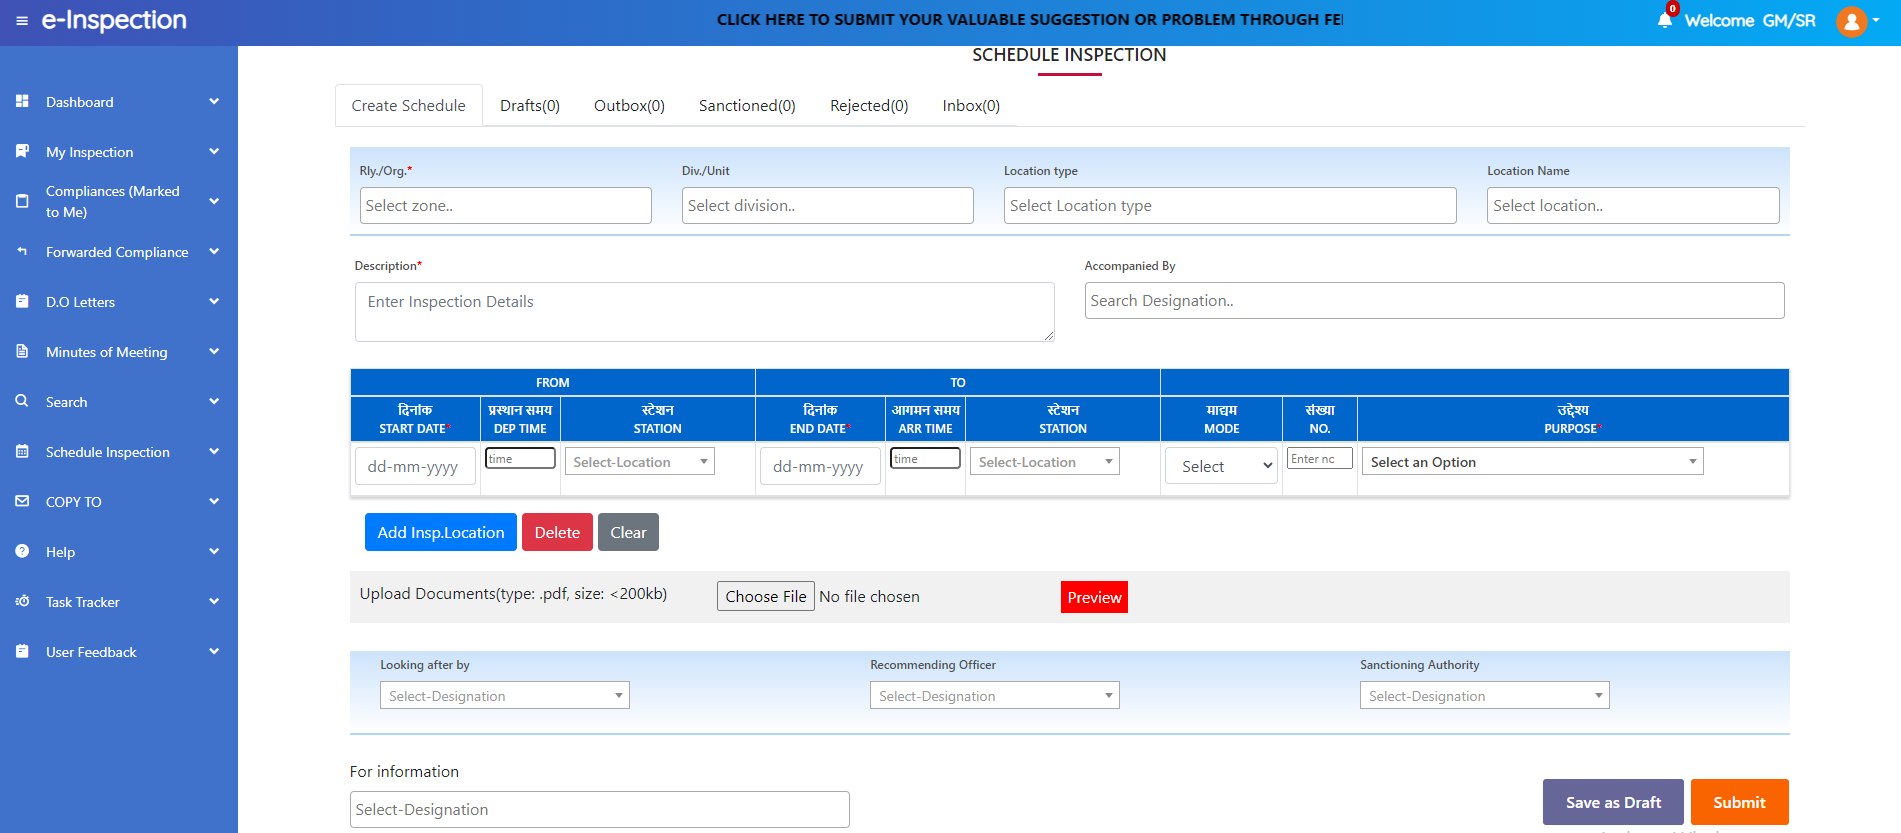 e-Inspection
CLICK HERE TO SUBMIT YOUR VALUABLE SUGGESTION OR PROBLEM THROUGH
0
Welcome GM/SR
Dashboard
My Inspection
Compliances (Marked
to Me)
Forwarded Compliance
D.O Letters
Minutes of Meeting
Search
Schedule Inspection
COPY TO
Help
Task Tracker
User Feedback
SCHEDULE INSPECTION
Create Schedule Drafts(0) Outbox(0) Sanctioned(0) Rejected(0) Inbox(0)
Rly./Org.* Div./Unit Location type Location Name
Select zone.. Select division.. Select Location type Select location..
Description* Accompanied By
Enter Inspection Details Search Designation..
FROM TO
दिनांक प्रस्थान समय स्टेशन दिनांक आगमन समय स्टेशन माद्यम संख्या उद्देश्य
START DATE* DEP TIME STATION END DATE* ARR TIME STATION MODE NO. PURPOSE*
dd-mm-yyyy time Select-Location dd-mm-yyyy time Select-Location Select Enter nc Select an Option
Add Insp.Location Delete Clear
Upload Documents(type: .pdf, size: <200kb) Choose File No file chosen Preview
Looking after by Recommending Officer Sanctioning Authority
Select-Designation Select-Designation Select-Designation
For information
Select-Designation
Save as Draft Submit